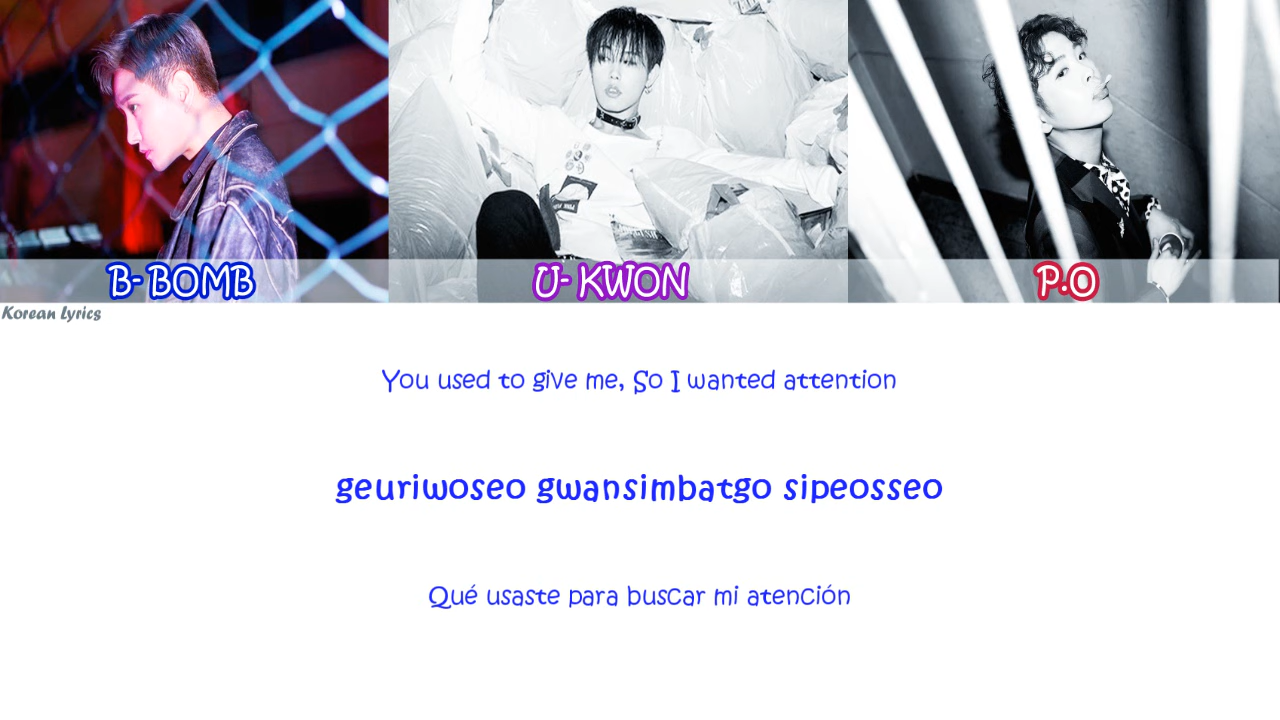 B-BOMB
U-KWON
P.O
Korean Lyrics
You used to give me, So I wanted attention
geuriwoseo gwansimbatgo sipeosseo
Qué usaste para buscar mi atención